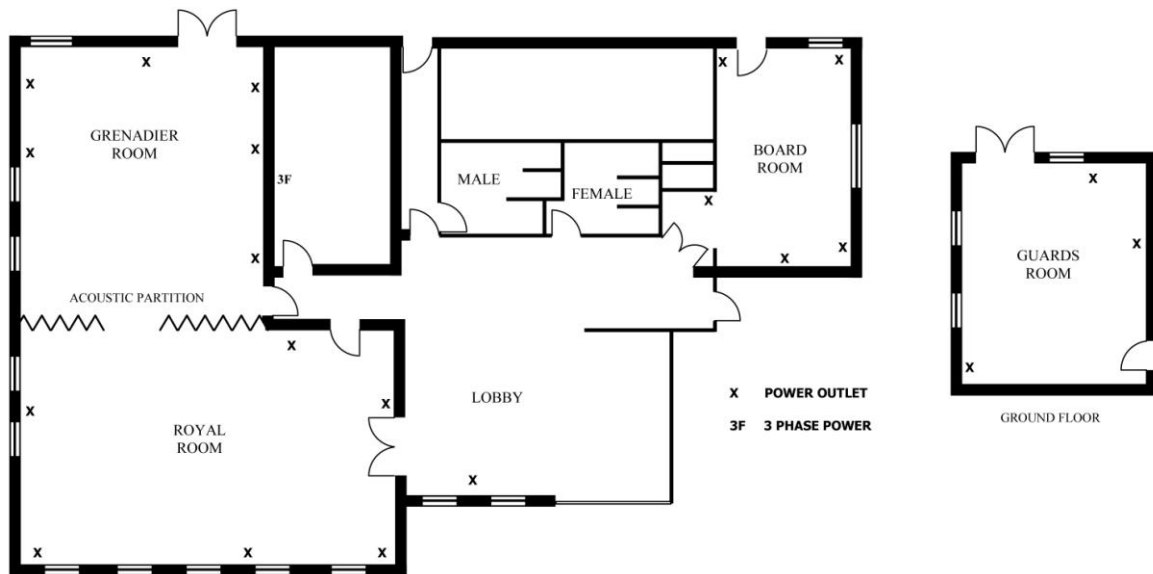 X
X
X
X
X
X
GRENADIER
ROOM
X
3F
ACOUSTIC PARTITION
MALE
FEMALE
X
X
BOARD
ROOM
X
X
X
X
X
X
ROYAL
ROOM
X
X
X
X
LOBBY
X
X POWER OUTLET
3F 3 PHASE POWER
X
X
GUARDS
ROOM
X
GROUND FLOOR